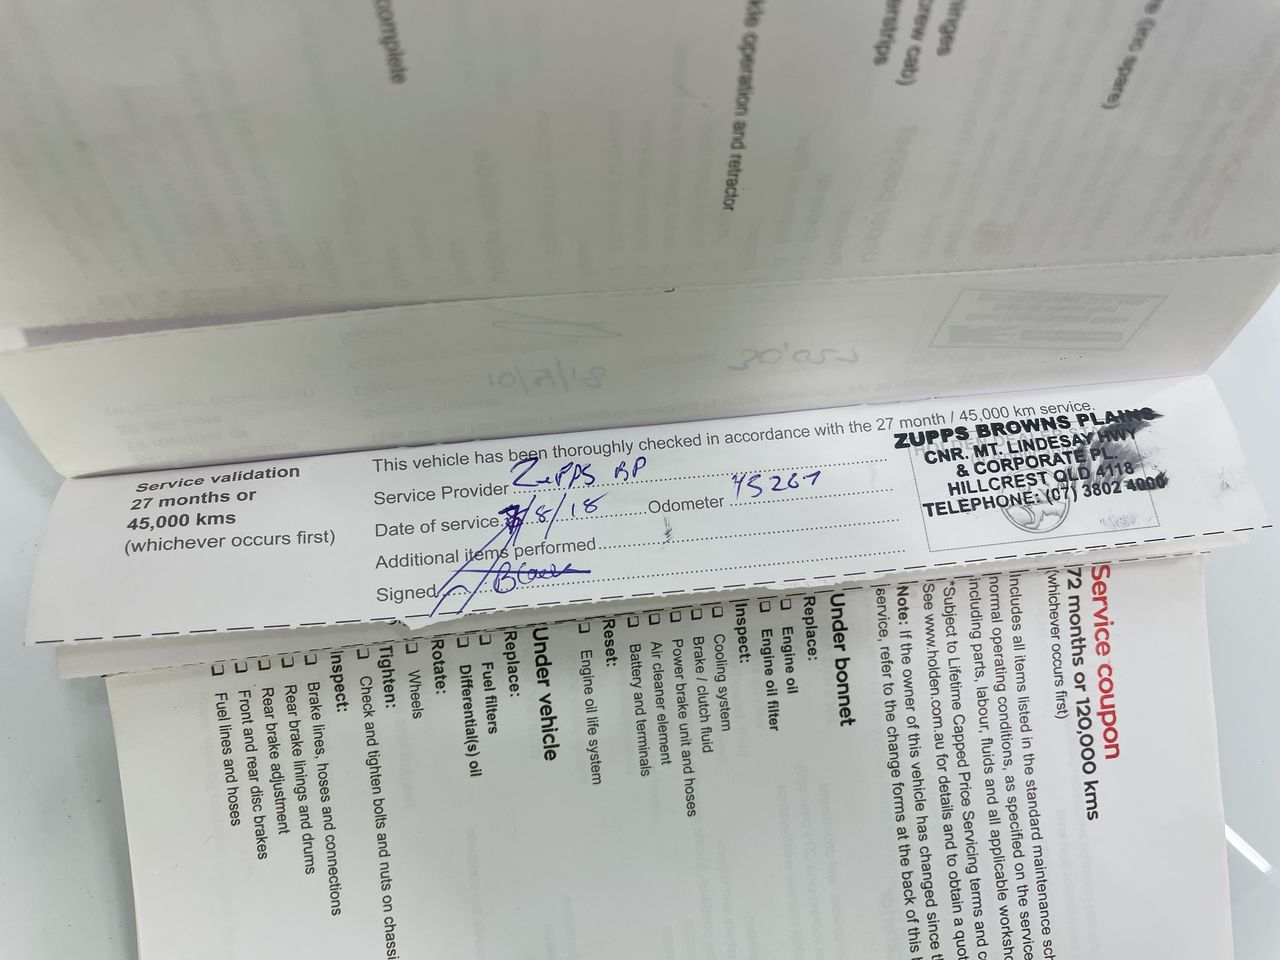 complete
kle operation and retractor
hinges
crew cab)
erstrips
e (inc spare)
Service validation
27 months or
45,000 kms
(whichever occurs first)
This vehicle has been thoroughly checked in accordance with the 27 month / 45,000 km service.
Service Provider Zupps BP
Date of service 7/8/18 Odometer 45267
Additional items performed
Signed
ZUPPS BROWNS PLAINS
CNR. MT. LINDESAY HWY
& CORPORATE PL.
HILLCREST QLD 4118
TELEPHONE: (07) 3802 4000
Service coupon
72 months or 120,000 kms
(whichever occurs first)
Includes all items listed in the standard maintenance sch
normal operating conditions, as specified on the service
including parts, labour, fluids and all applicable worksho
*Subject to Lifetime Capped Price Servicing terms and c
See www.holden.com.au for details and to obtain a quot
Note: If the owner of this vehicle has changed since t
service, refer to the change forms at the back of this
Under bonnet
Replace:
Engine oil
Engine oil filter
Inspect:
Cooling system
Brake / clutch fluid
Power brake unit and hoses
Air cleaner element
Battery and terminals
Reset:
Engine oil life system
Under vehicle
Replace:
Fuel filters
Differential(s) oil
Rotate:
Wheels
Tighten:
Check and tighten bolts and nuts on chassi
Inspect:
Brake lines, hoses and connections
Rear brake linings and drums
Rear brake adjustment
Front and rear disc brakes
Fuel lines and hoses